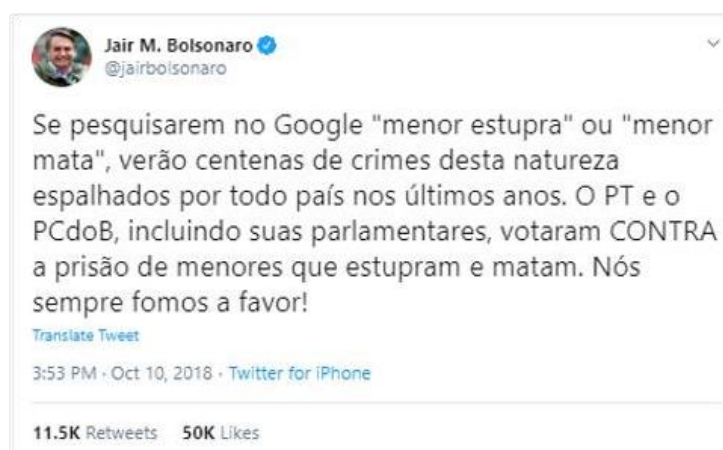 Jair M. Bolsonaro
@jairbolsonaro
Se pesquisarem no Google "menor estupra" ou "menor
mata", verão centenas de crimes desta natureza
espalhados por todo país nos últimos anos. O PT e o
PCdoB, incluindo suas parlamentares, votaram CONTRA
a prisão de menores que estupram e matam. Nós
sempre fomos a favor!
Translate Tweet
3:53 PM · Oct 10, 2018 · Twitter for iPhone
11.5K Retweets 50K Likes